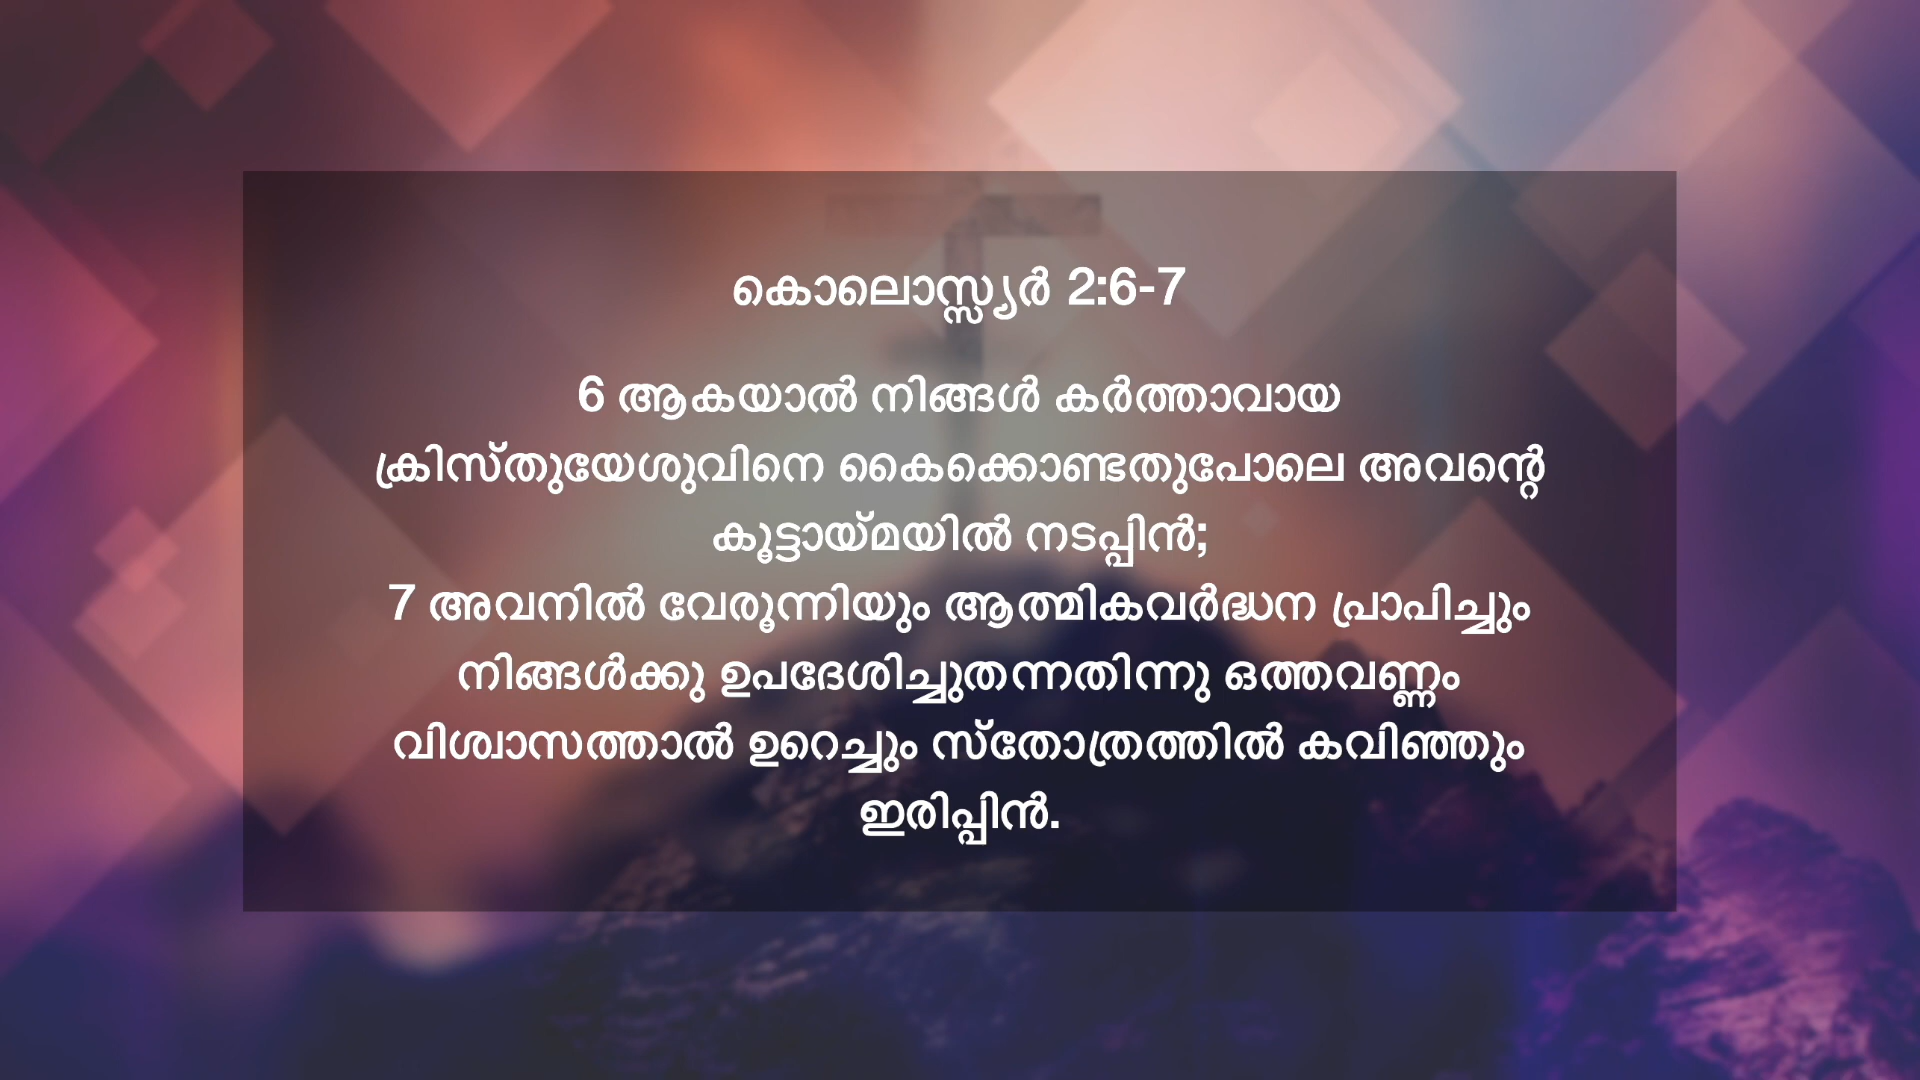 കൊലൊസ്സ്യർ 2:6-7
6 ആകയാൽ നിങ്ങൾ കർത്താവായ
ക്രിസ്തുയേശുവിനെ കൈക്കൊണ്ടതുപോലെ അവന്റെ
കൂട്ടായ്മയിൽ നടപ്പിൻ;
7 അവനിൽ വേരൂന്നിയും ആത്മികവർദ്ധന പ്രാപിച്ചും
നിങ്ങൾക്കു ഉപദേശിച്ചുതന്നതിന്നു ഒത്തവണ്ണം
വിശ്വാസത്താൽ ഉറെച്ചും സ്തോത്രത്തിൽ കവിഞ്ഞും
ഇരിപ്പിൻ.